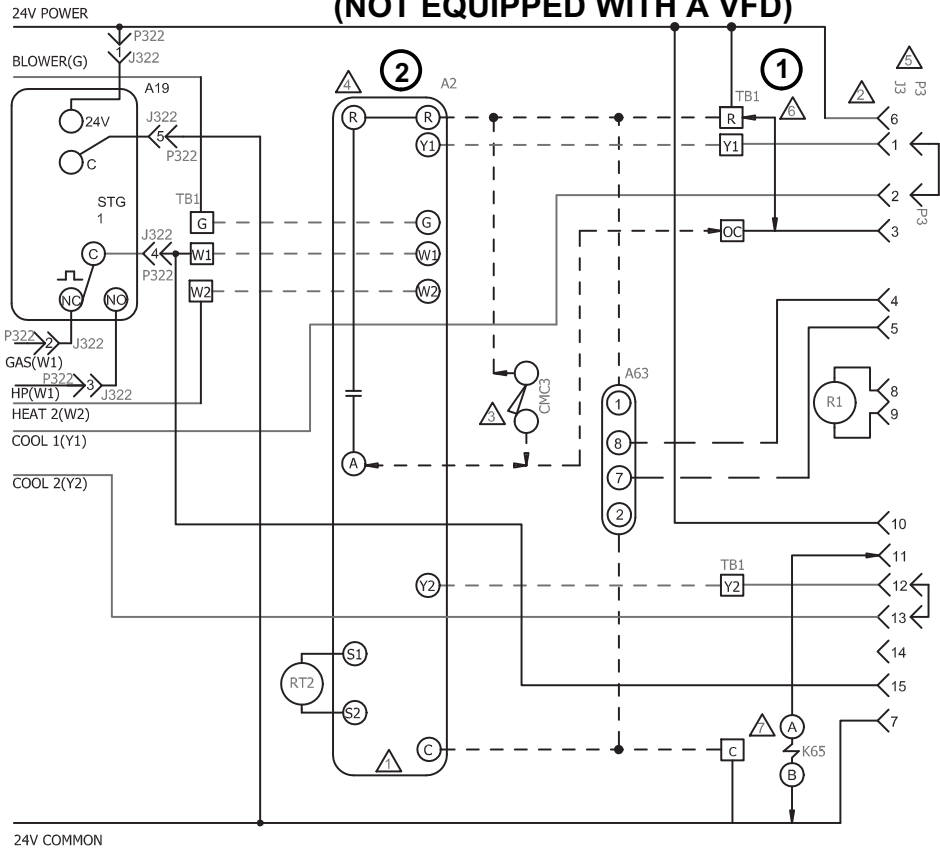 (NOT EQUIPPED WITH A VFD)
24V POWER
P322
1
J322
BLOWER(G)
A19
24V
C
J322
5
P322
STG
1
TB1
G
J322
C
4
W1
P322
NC
NO
W2
P322
2
J322
GAS(W1)
P322
3
J322
HP(W1)
HEAT 2(W2)
COOL 1(Y1)
COOL 2(Y2)
4
2
A2
R
R
Y1
G
W1
W2
A
Y2
S1
RT2
S2
C
1
3
CMC3
A63
1
8
7
2
1
TB1
R
6
Y1
OC
2
5
P3
J3
6
1
2
P3
3
4
5
R1
8
9
10
11
TB1
Y2
12
13
14
15
7
C
7
A
K65
B
24V COMMON